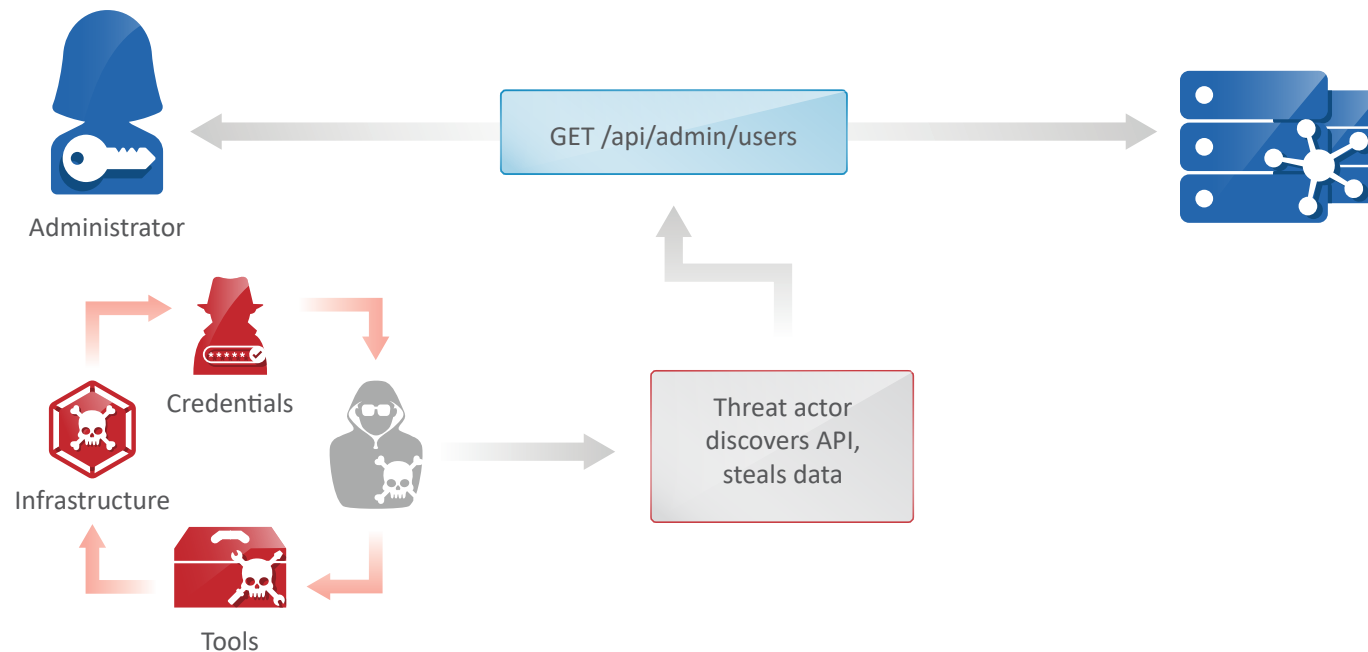 GET /api/admin/users
Administrator
Credentials
Infrastructure
Tools
Threat actor
discovers API,
steals data